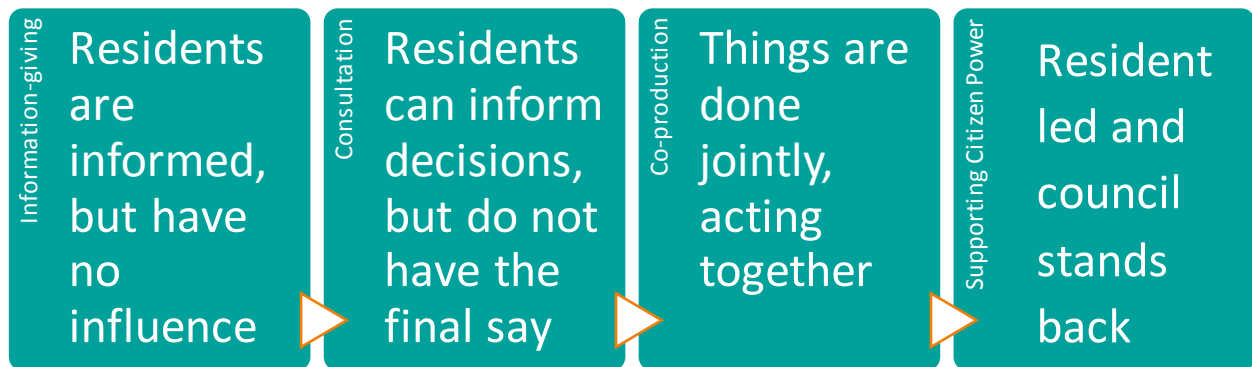 Information-giving
Residents
are
informed,
but have
no
influence
Consultation
Residents
can inform
decisions,
but do not
have the
final say
Co-production
Things are
done
jointly,
acting
together
Supporting Citizen Power
Resident
led and
council
stands
back